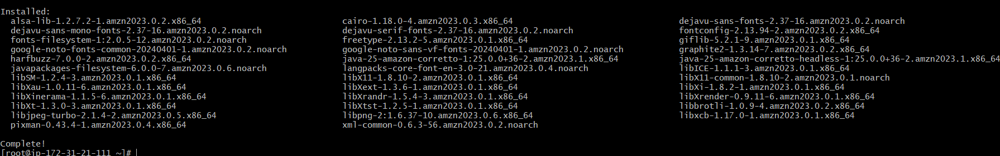 Installed:
alsa-lib-1.2.7.2-1.amzn2023.0.2.x86_64 cairo-1.18.0-4.amzn2023.0.3.x86_64 dejavu-sans-fonts-2.37-16.amzn2023.0.2.noarch
dejavu-sans-mono-fonts-2.37-16.amzn2023.0.2.noarch dejavu-serif-fonts-2.37-16.amzn2023.0.2.noarch fontconfig-2.13.94-2.amzn2023.0.2.x86_64
fonts-filesystem-1:2.0.5-12.amzn2023.0.2.noarch freetype-2.13.2-5.amzn2023.0.1.x86_64 giflib-5.2.1-9.amzn2023.0.1.x86_64
google-noto-fonts-common-20240401-1.amzn2023.0.2.noarch google-noto-sans-vf-fonts-20240401-1.amzn2023.0.2.noarch graphite2-1.3.14-7.amzn2023.0.2.x86_64
harfbuzz-7.0.0-2.amzn2023.0.2.x86_64 java-25-amazon-corretto-1:25.0.0+36-2.amzn2023.1.x86_64 java-25-amazon-corretto-headless-1:25.0.0+36-2.amzn2023.1.x86_64
javapackages-filesystem-6.0.0-7.amzn2023.0.6.noarch langpacks-core-font-en-3.0-21.amzn2023.0.4.noarch libICE-1.1.1-3.amzn2023.0.1.x86_64
libSM-1.2.4-3.amzn2023.0.1.x86_64 libX11-1.8.10-2.amzn2023.0.1.x86_64 libX11-common-1.8.10-2.amzn2023.0.1.noarch
libXau-1.0.11-6.amzn2023.0.1.x86_64 libXext-1.3.6-1.amzn2023.0.1.x86_64 libXi-1.8.2-1.amzn2023.0.1.x86_64
libXinerama-1.1.5-6.amzn2023.0.1.x86_64 libXrandr-1.5.4-3.amzn2023.0.1.x86_64 libXrender-0.9.11-6.amzn2023.0.1.x86_64
libXt-1.3.0-3.amzn2023.0.1.x86_64 libXtst-1.2.5-1.amzn2023.0.1.x86_64 libbrotli-1.0.9-4.amzn2023.0.2.x86_64
libjpeg-turbo-2.1.4-2.amzn2023.0.5.x86_64 libpng-2:1.6.37-10.amzn2023.0.6.x86_64 libxcb-1.17.0-1.amzn2023.0.1.x86_64
pixman-0.43.4-1.amzn2023.0.4.x86_64 xml-common-0.6.3-56.amzn2023.0.2.noarch
Complete!
[root@ip-172-31-21-111 ~]#